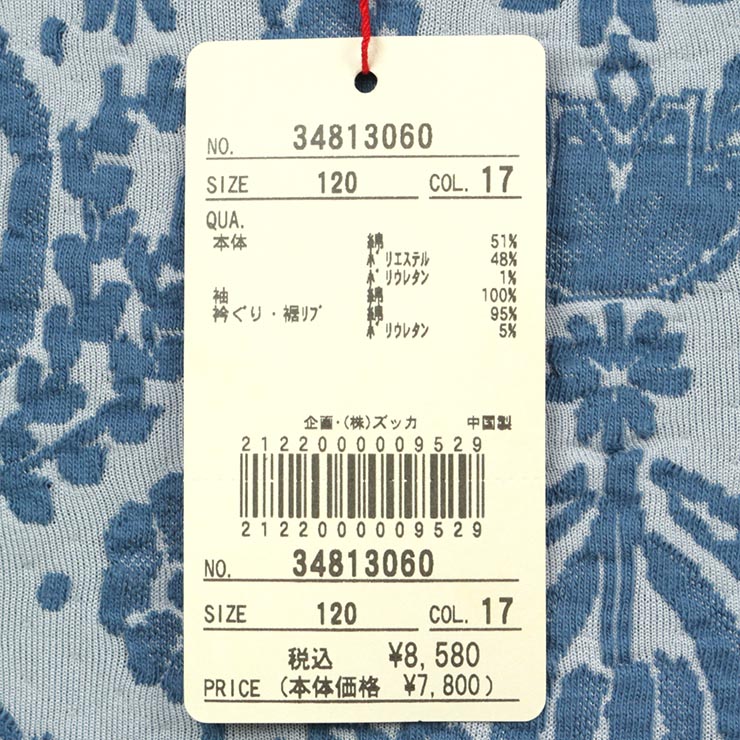 NO. 34813060
SIZE 120 COL. 17
QUA.
本体 綿 51%
ポリエステル 48%
ポリウレタン 1%
袖 綿 100%
衿ぐり・裾リブ 綿 95%
ポリウレタン 5%
企画・(株)ズッカ 中国製
2122000009529
2122000009529
NO. 34813060
SIZE 120 COL. 17
税込 ¥8,580
PRICE (本体価格 ¥7,800)